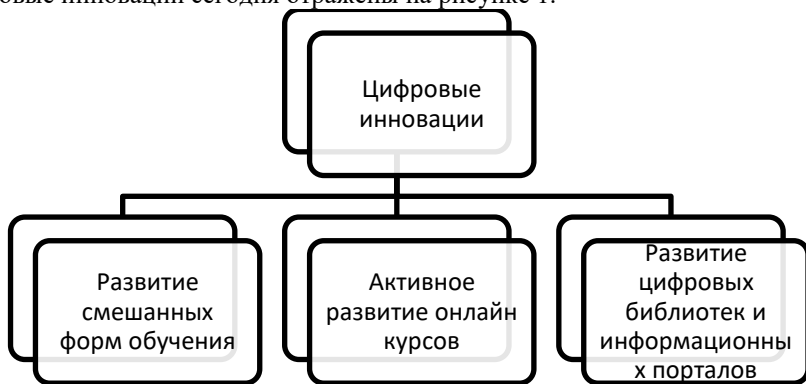 овые инновации сегодня отражены на рисунке 1.
Цифровые
инновации
Развитие
смешанных
форм обучения
Активное
развитие онлайн
курсов
Развитие
цифровых
библиотек и
информационны
х порталов